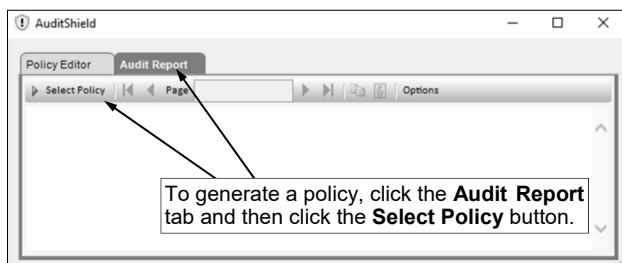 AuditShield
Policy Editor Audit Report
Select Policy Page Options
To generate a policy, click the Audit Report
tab and then click the Select Policy button.